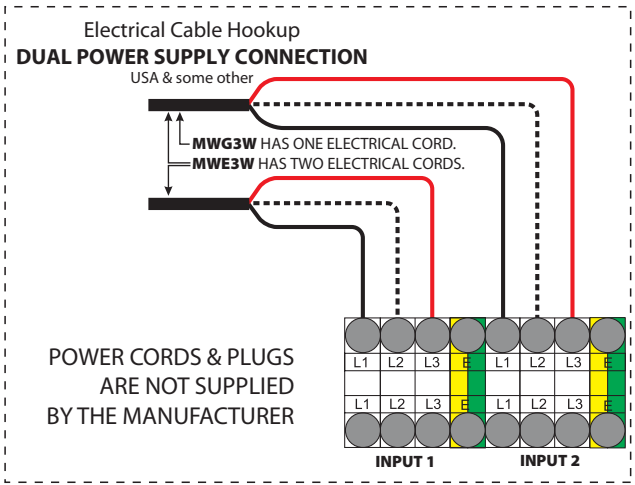 Electrical Cable Hookup
DUAL POWER SUPPLY CONNECTION
USA & some other
MWG3W HAS ONE ELECTRICAL CORD.
MWE3W HAS TWO ELECTRICAL CORDS.
POWER CORDS & PLUGS
ARE NOT SUPPLIED
BY THE MANUFACTURER
L1 L2 L3 E L1 L2 L3 E
L1 L2 L3 E L1 L2 L3 E
INPUT 1 INPUT 2